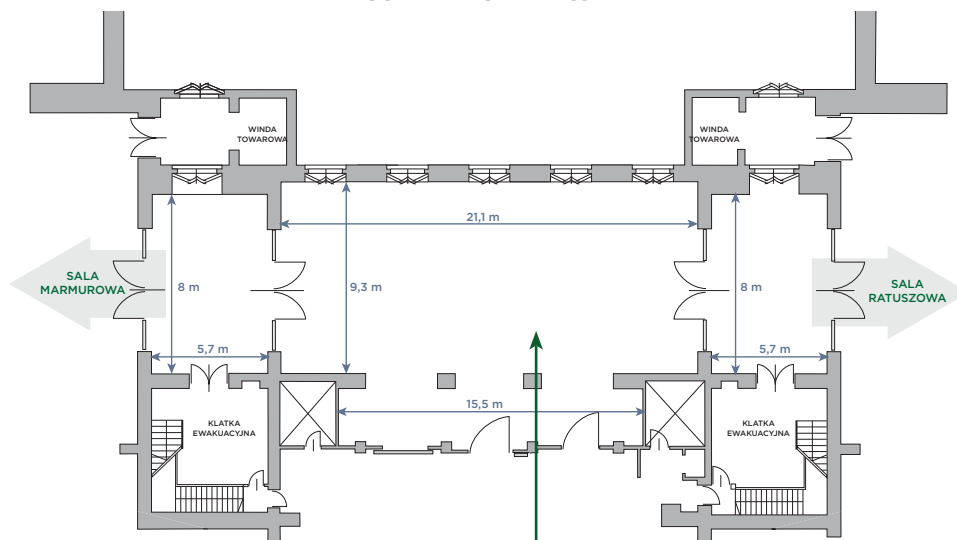 WINDA
TOWAROWA
WINDA
TOWAROWA
21,1 m
SALA
MARMUROWA
8 m
9,3 m
8 m
SALA
RATUSZOWA
5,7 m
5,7 m
15,5 m
KLATKA
EWAKUACYJNA
KLATKA
EWAKUACYJNA